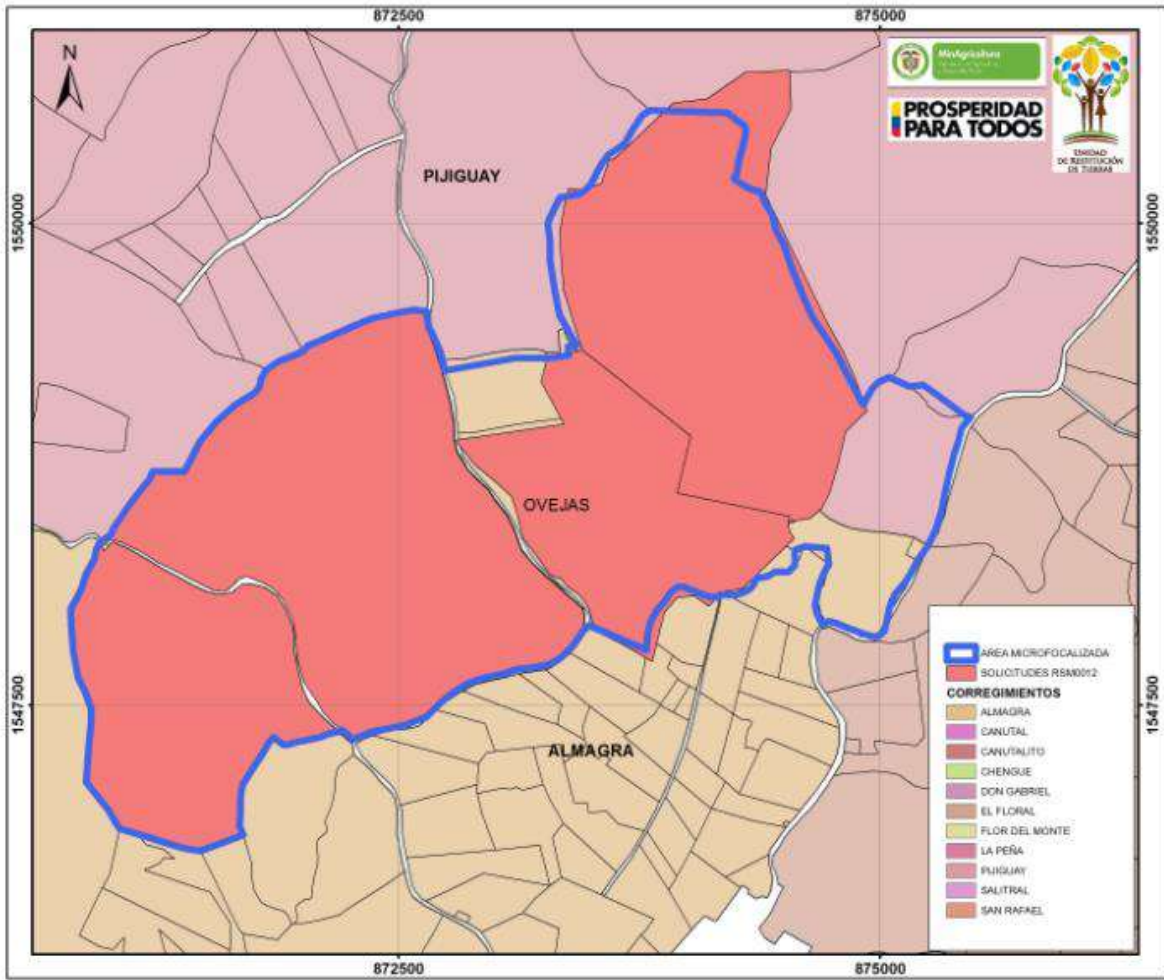 872500
875000
N
MinAgricultura
PROSPERIDAD
PARA TODOS
UNIDAD
DE RESTITUCIÓN
DE TIERRAS
PIJIGUAY
1550000
1550000
OVEJAS
1547500
1547500
ALMAGRA
AREA MICROFOCALIZADA
SOLICITUDES RSM0012
CORREGIMIENTOS
ALMAGRA
CANUTAL
CANUTALITO
CHENGUE
DON GABRIEL
EL FLORAL
FLOR DEL MONTE
LA PEÑA
PIJIGUAY
SALITRAL
SAN RAFAEL
872500
875000